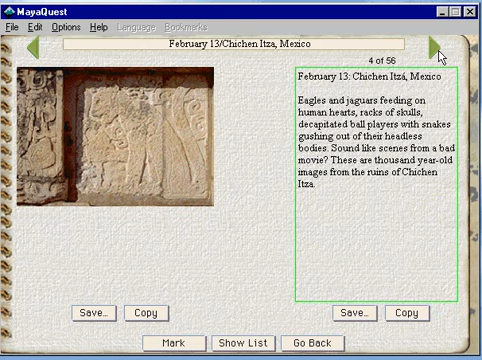 MayaQuest
File Edit Options Help Language Bookmarks
February 13/Chichen Itza, Mexico
4 of 56
February 13: Chichen Itzá, Mexico
Eagles and jaguars feeding on
human hearts, racks of skulls,
decapitated ball players with snakes
gushing out of their headless
bodies. Sound like scenes from a bad
movie? These are thousand year-old
images from the ruins of Chichen
Itza.
Save... Copy
Save... Copy
Mark Show List Go Back